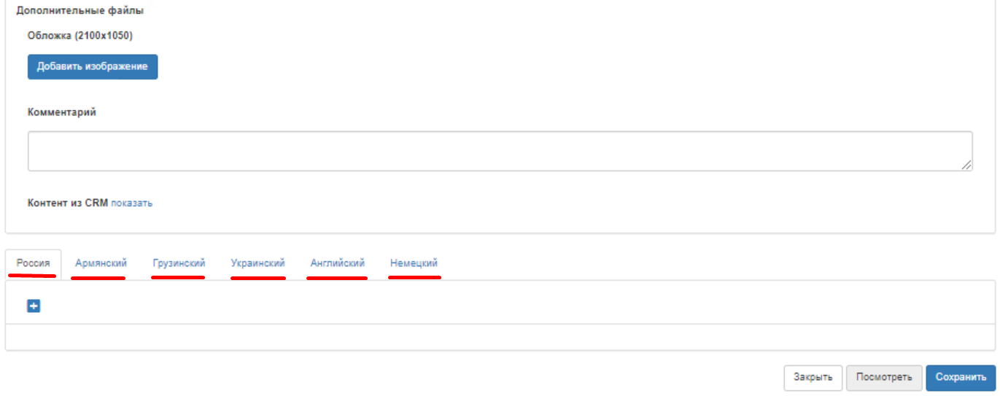 Дополнительные файлы
Обложка (2100x1050)
Добавить изображение
Комментарий
Контент из CRM показать
Россия Армянский Грузинский Украинский Английский Немецкий
Закрыть Посмотреть Сохранить